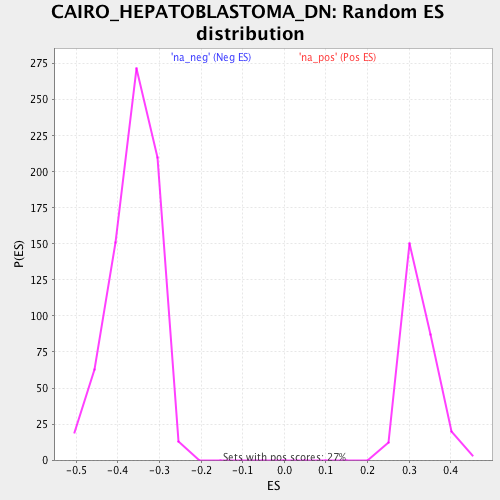 CAIRO_HEPATOBLASTOMA_DN: Random ES
distribution
'na_neg' (Neg ES) 'na_pos' (Pos ES)
275
250
225
200
175
150
125
100
75
50
25
0
P(ES)
Sets with pos scores: 27%
-0.5 -0.4 -0.3 -0.2 -0.1 0.0 0.1 0.2 0.3 0.4
ES